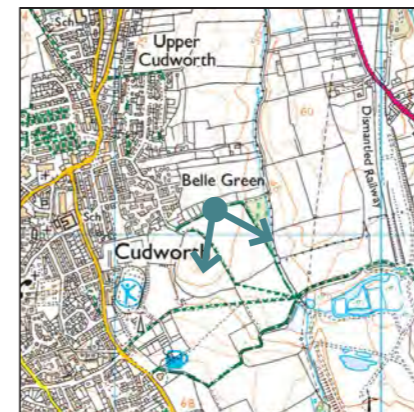 Sch
Upper
Cudworth
60
Dismantled Railway
Belle Green
Sch
Cudworth
68